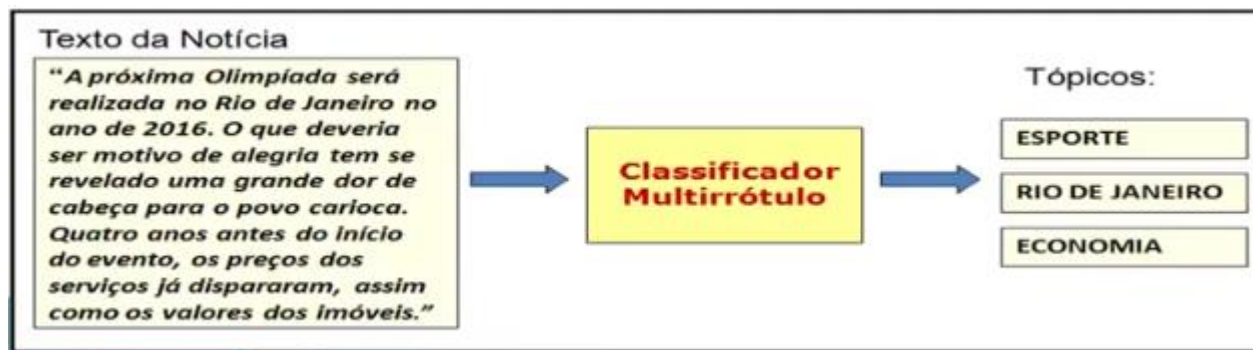 Texto da Notícia
“A próxima Olimpíada será
realizada no Rio de Janeiro no
ano de 2016. O que deveria
ser motivo de alegria tem se
revelado uma grande dor de
cabeça para o povo carioca.
Quatro anos antes do início
do evento, os preços dos
serviços já dispararam, assim
como os valores dos imóveis.”
Classificador
Multirrótulo
Tópicos:
ESPORTE
RIO DE JANEIRO
ECONOMIA